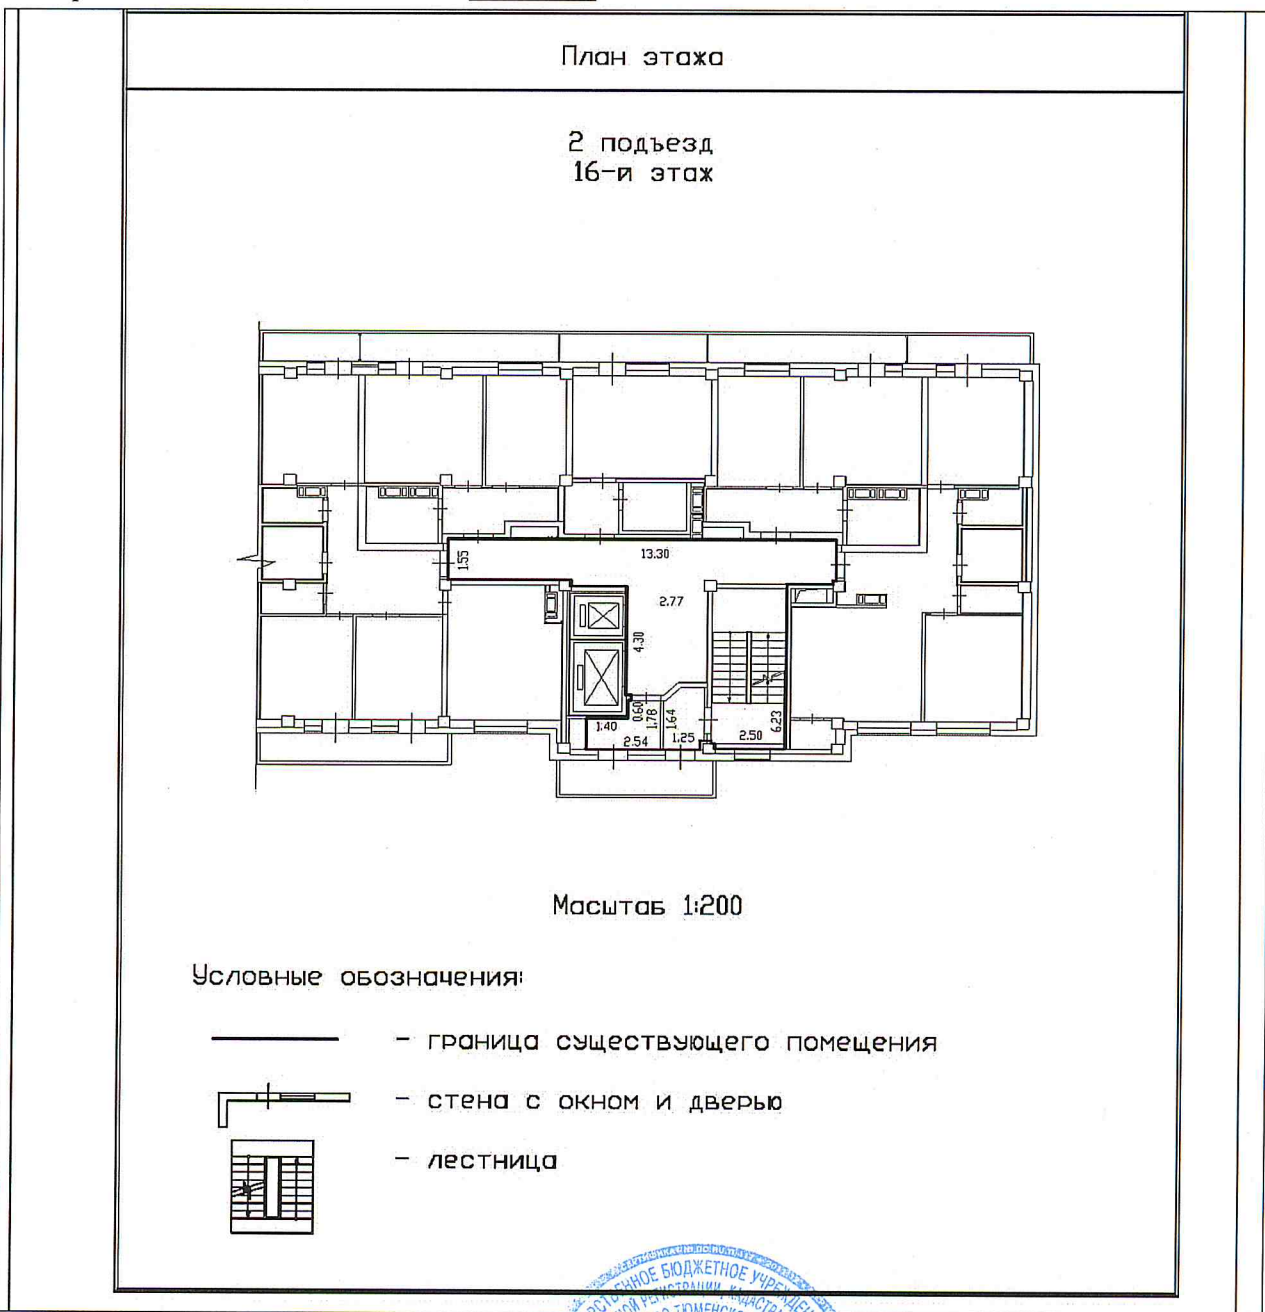 План этажа
2 подъезд
16-и этаж
1.55
13.30
2.77
4.30
0.60
1.78
1.64
6.23
1.40
2.54
1.25
2.50
Масштаб 1:200
Условные обозначения:
- граница существующего помещения
- стена с окном и дверью
- лестница
БЮДЖЕТНОЕ